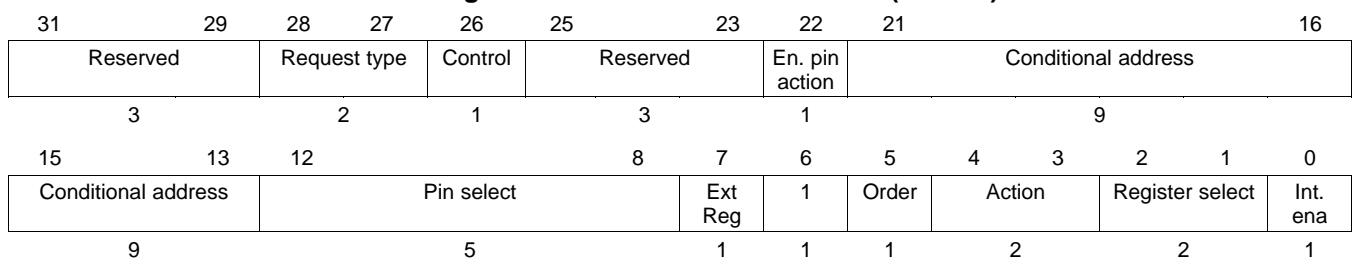 31 29 28 27 26 25 23 22 21 16
Reserved Request type Control Reserved En. pin action Conditional address
3 2 1 3 1 9
15 13 12 8 7 6 5 4 3 2 1 0
Conditional address Pin select Ext Reg 1 Order Action Register select Int. ena
9 5 1 1 1 2 2 1